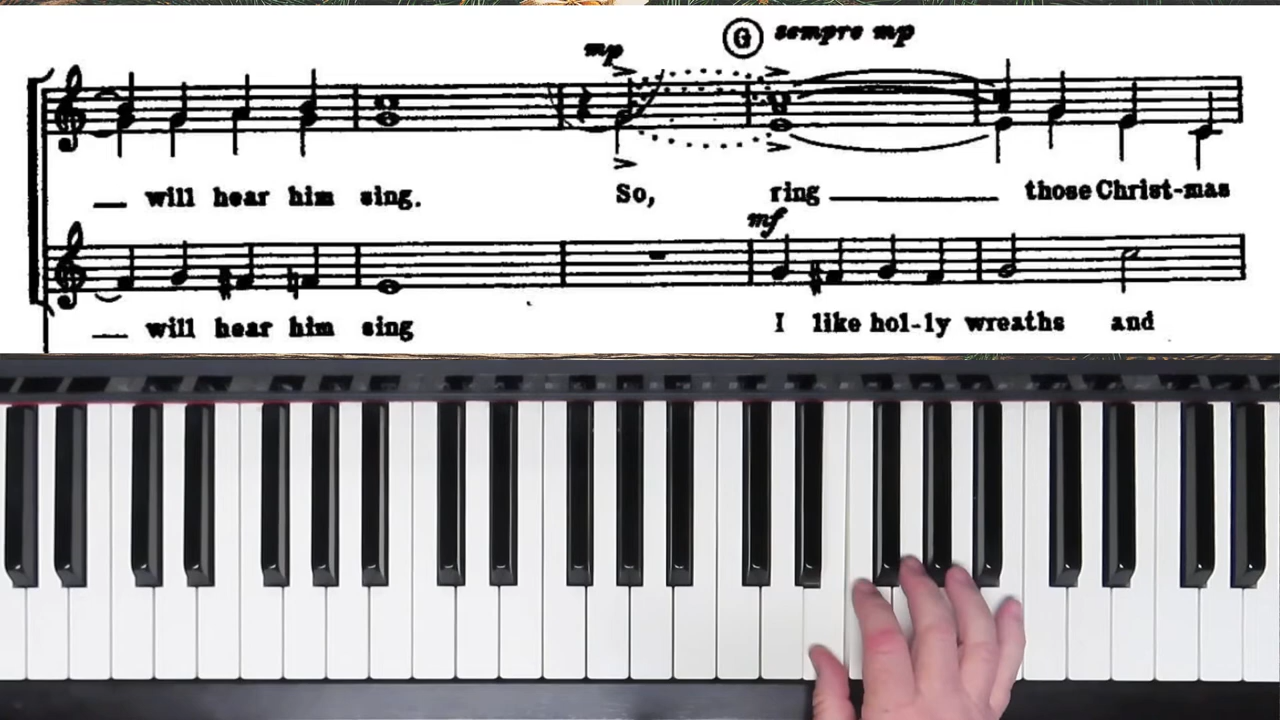 mp
G sempre mp
will hear him sing. So, ring those Christ-mas
mf
will hear him sing I like hol-ly wreaths and